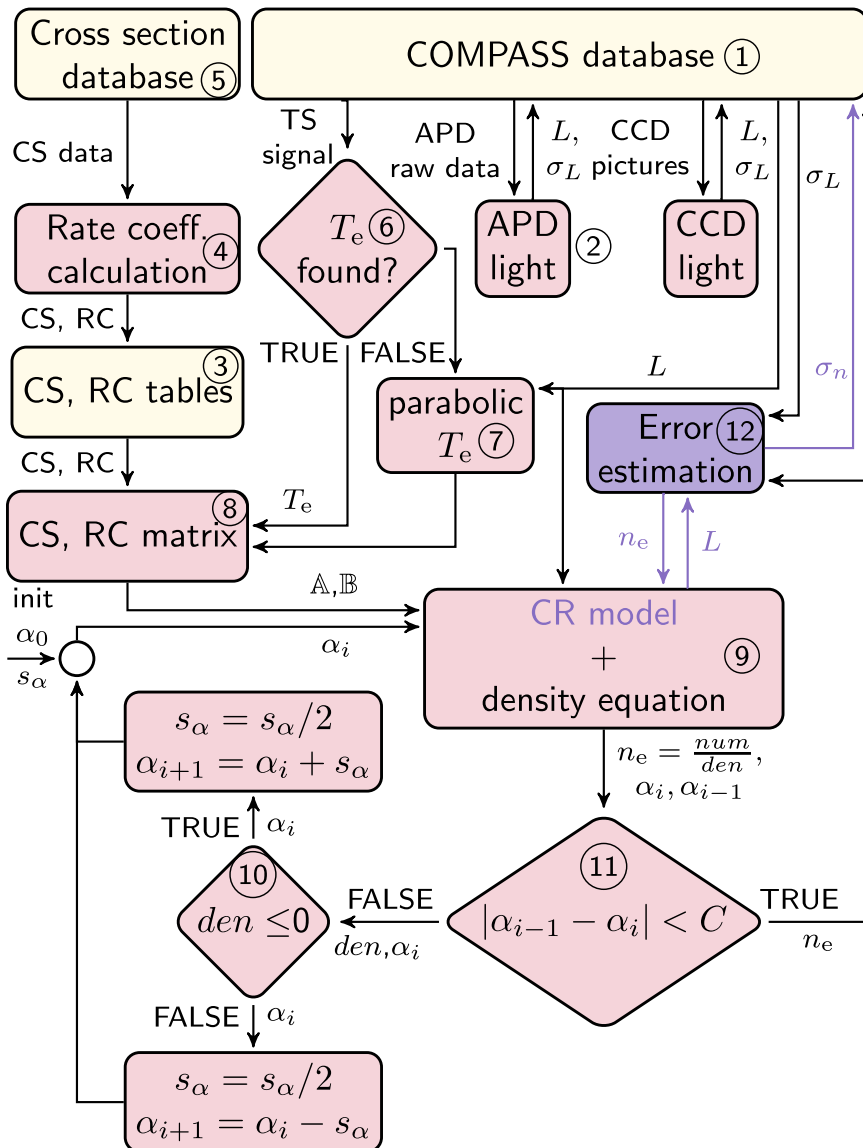 Cross section
database ⑤
COMPASS database ①
CS data
TS
signal
APD
raw data
L,
σ_L
CCD
pictures
L,
σ_L
σ_L
Rate coeff.
calculation ④
T_e ⑥
found?
APD
light
②
CCD
light
CS, RC
TRUE
FALSE
L
σ_n
③
CS, RC tables
parabolic
T_e ⑦
Error ⑫
estimation
CS, RC
T_e
⑧
CS, RC matrix
n_e
L
init
𝔸,𝔹
α_0
s_α
α_i
CR model
+
⑨
density equation
s_α = s_α/2
α_{i+1} = α_i + s_α
n_e = \frac{num}{den},
α_i, α_{i−1}
TRUE
α_i
⑩
den ≤0
FALSE
den,α_i
⑪
|α_{i−1} − α_i| < C
TRUE
n_e
FALSE
α_i
s_α = s_α/2
α_{i+1} = α_i − s_α